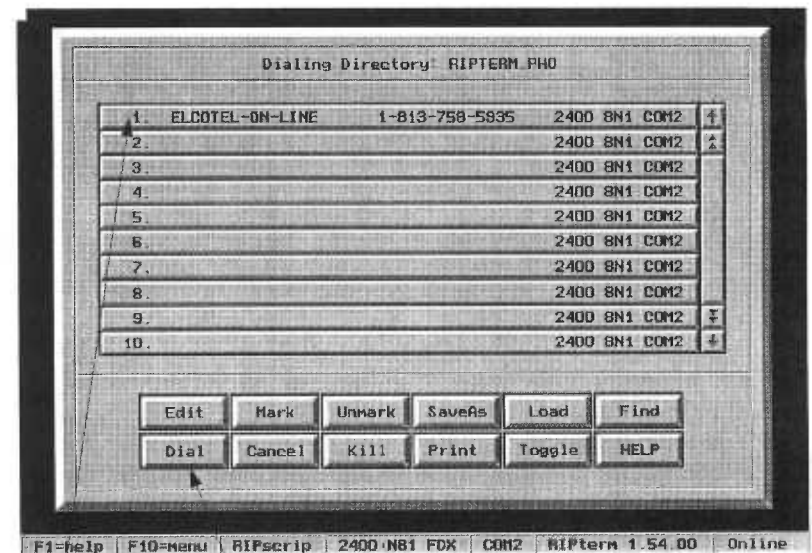 Dialing Directory: RIPTERM.PHO
1. ELCOTEL-ON-LINE 1-813-758-5935 2400 8N1 COM2
2. 2400 8N1 COM2
3. 2400 8N1 COM2
4. 2400 8N1 COM2
5. 2400 8N1 COM2
6. 2400 8N1 COM2
7. 2400 8N1 COM2
8. 2400 8N1 COM2
9. 2400 8N1 COM2
10. 2400 8N1 COM2
Edit Mark Unmark SaveAs Load Find
Dial Cancel Kill Print Toggle HELP
F1=help F10=menu RIPscrip 2400·N81 FDX COM2 RIPterm 1.54.00 Online